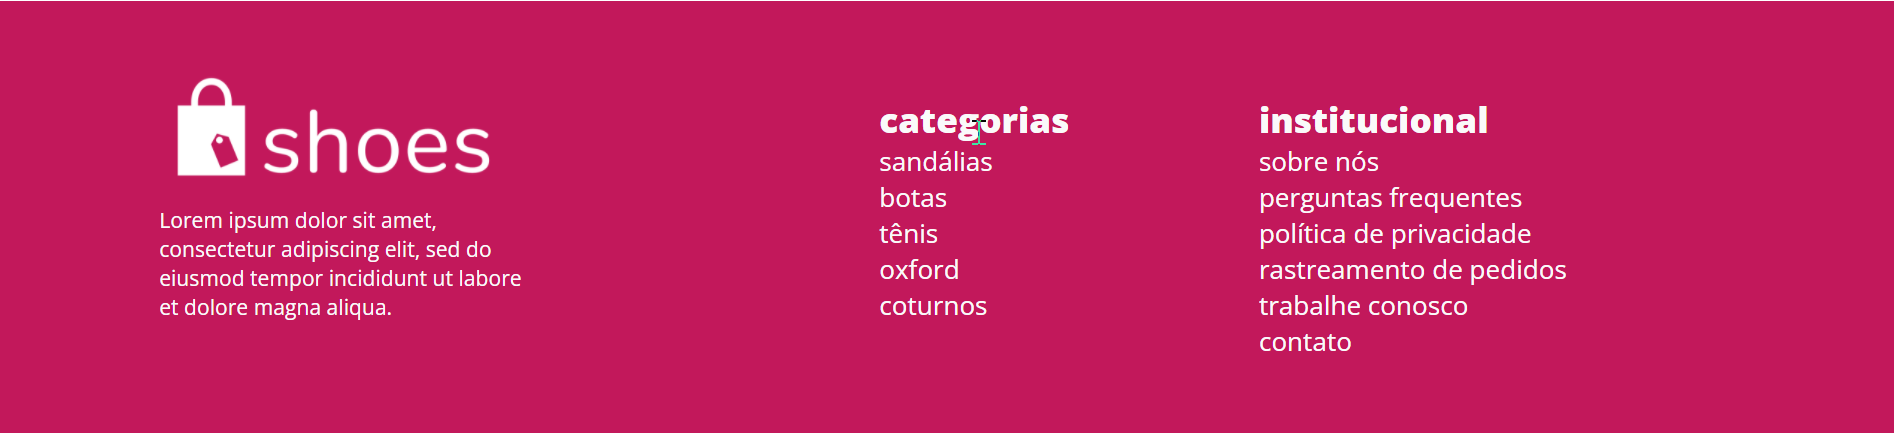 shoes
Lorem ipsum dolor sit amet,
consectetur adipiscing elit, sed do
eiusmod tempor incididunt ut labore
et dolore magna aliqua.
categorias
sandálias
botas
tênis
oxford
coturnos
institucional
sobre nós
perguntas frequentes
política de privacidade
rastreamento de pedidos
trabalhe conosco
contato